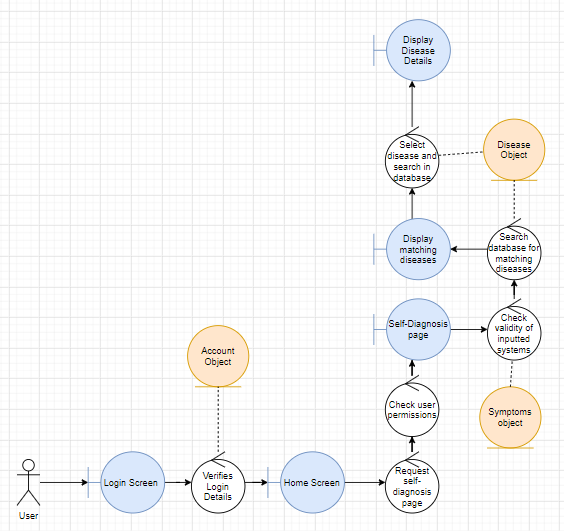 Display
Disease
Details
Select
disease and
search in
database
Disease
Object
Display
matching
diseases
Search
database for
matching
diseases
Self-Diagnosis
page
Check
validity of
inputted
systems
Account
Object
Check user
permissions
Symptoms
object
Login Screen
Verifies
Login
Details
Home Screen
Request
self-
diagnosis
page
User